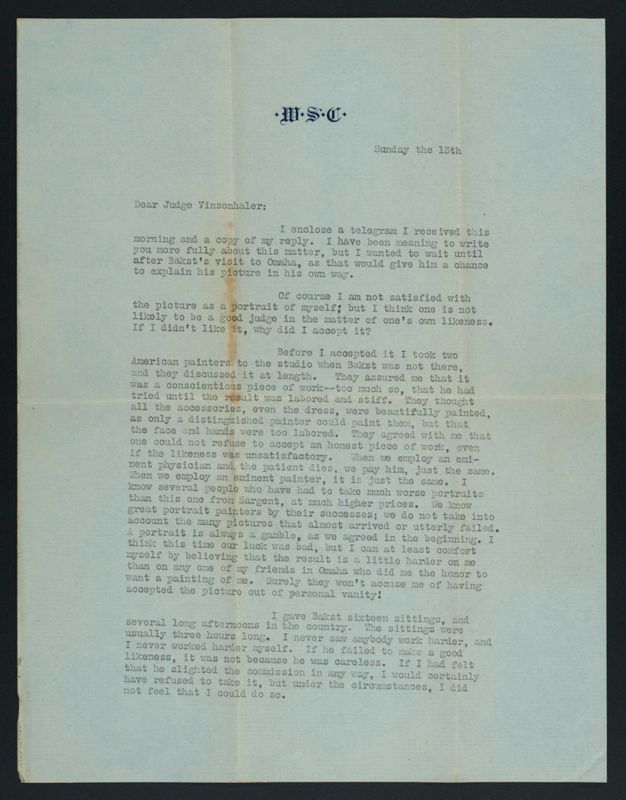 ·W·S·C·
Sunday the 13th
Dear Judge Vinsonhaler:
I enclose a telegram I received this
morning and a copy of my reply. I have been meaning to write
you more fully about this matter, but I wanted to wait until
after Bakst's visit to Omaha, as that would give him a chance
to explain his picture in his own way.
Of course I am not satisfied with
the picture as a portrait of myself; but I think one is not
likely to be a good judge in the matter of one's own likeness.
If I didn't like it, why did I accept it?
Before I accepted it I took two
American painters to the studio when Bakst was not there,
and they discussed it at length. They assured me that it
was a conscientious piece of work--too much so, that he had
tried until the result was labored and stiff. They thought
all the accessories, even the dress, were beautifully painted,
as only a distinguished painter could paint them, but that
the face and hands were too labored. They agreed with me that
one could not refuse to accept an honest piece of work, even
if the likeness was unsatisfactory. When we employ an emi-
nent physician and the patient dies, we pay him, just the same.
When we employ an eminent painter, it is just the same. I
know several people who have had to take much worse portraits
than this one from Sargent, at much higher prices. We know
great portrait painters by their successes; we do not take into
account the many pictures that almost arrived or utterly failed.
A portrait is always a gamble, as we agreed in the beginning. I
think this time our luck was bad, but I can at least comfort
myself by believing that the result is a little harder on me
than on any one of my friends in Omaha who did me the honor to
want a painting of me. Surely they won't accuse me of having
accepted the picture out of personal vanity!
I gave Bakst sixteen sittings, and
several long afternoons in the country. The sittings were
usually three hours long. I never saw anybody work harder, and
I never worked harder myself. If he failed to make a good
likeness, it was not because he was careless. If I had felt
that he slighted the commission in any way, I would certainly
have refused to take it, but under the circumstances, I did
not feel that I could do so.